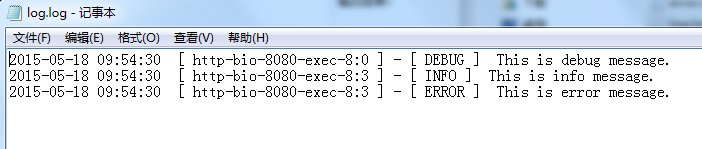 log.log - 记事本
文件(F) 编辑(E) 格式(O) 查看(V) 帮助(H)
2015-05-18 09:54:30  [ http-bio-8080-exec-8:0 ] - [ DEBUG ]  This is debug message.
2015-05-18 09:54:30  [ http-bio-8080-exec-8:3 ] - [ INFO ]  This is info message.
2015-05-18 09:54:30  [ http-bio-8080-exec-8:3 ] - [ ERROR ]  This is error message.